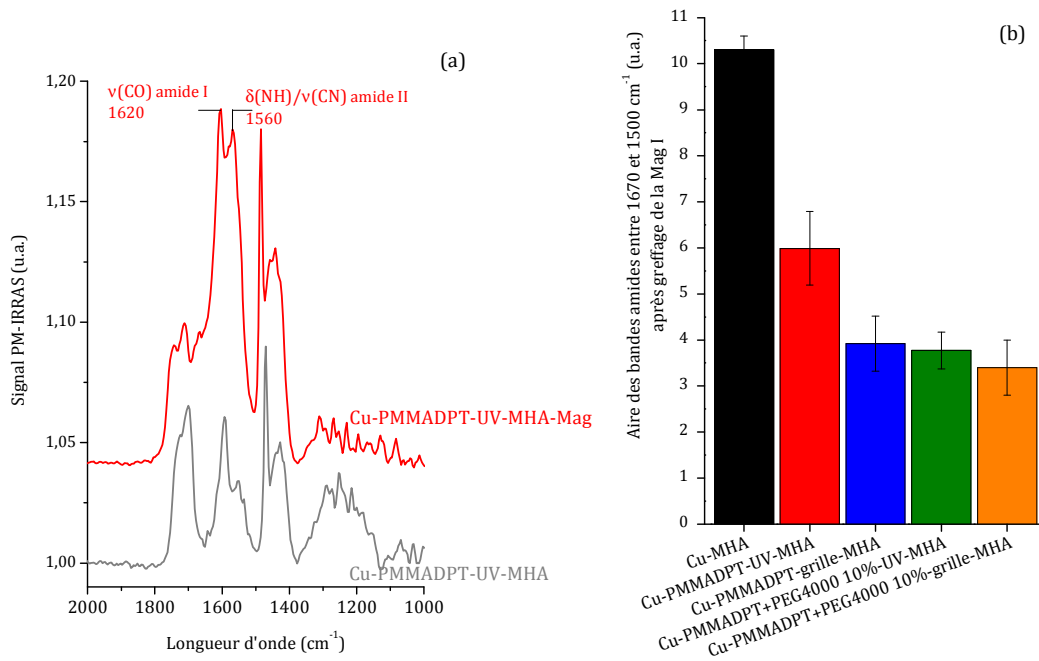 (a)
1,20
ν(CO) amide I
1620
δ(NH)/ν(CN) amide II
1560
1,15
1,10
1,05
1,00
Signal PM-IRRAS (u.a.)
Cu-PMMADPT-UV-MHA-Mag
Cu-PMMADPT-UV-MHA
2000 1800 1600 1400 1200 1000
Longueur d'onde (cm⁻¹)
(b)
Aire des bandes amides entre 1670 et 1500 cm⁻¹ (u.a.)
après greffage de la Mag I
11
10
9
8
7
6
5
4
3
2
1
0
Cu-MHA
Cu-PMMADPT-UV-MHA
Cu-PMMADPT-grille-MHA
Cu-PMMADPT+PEG4000 10%-UV-MHA
Cu-PMMADPT+PEG4000 10%-grille-MHA